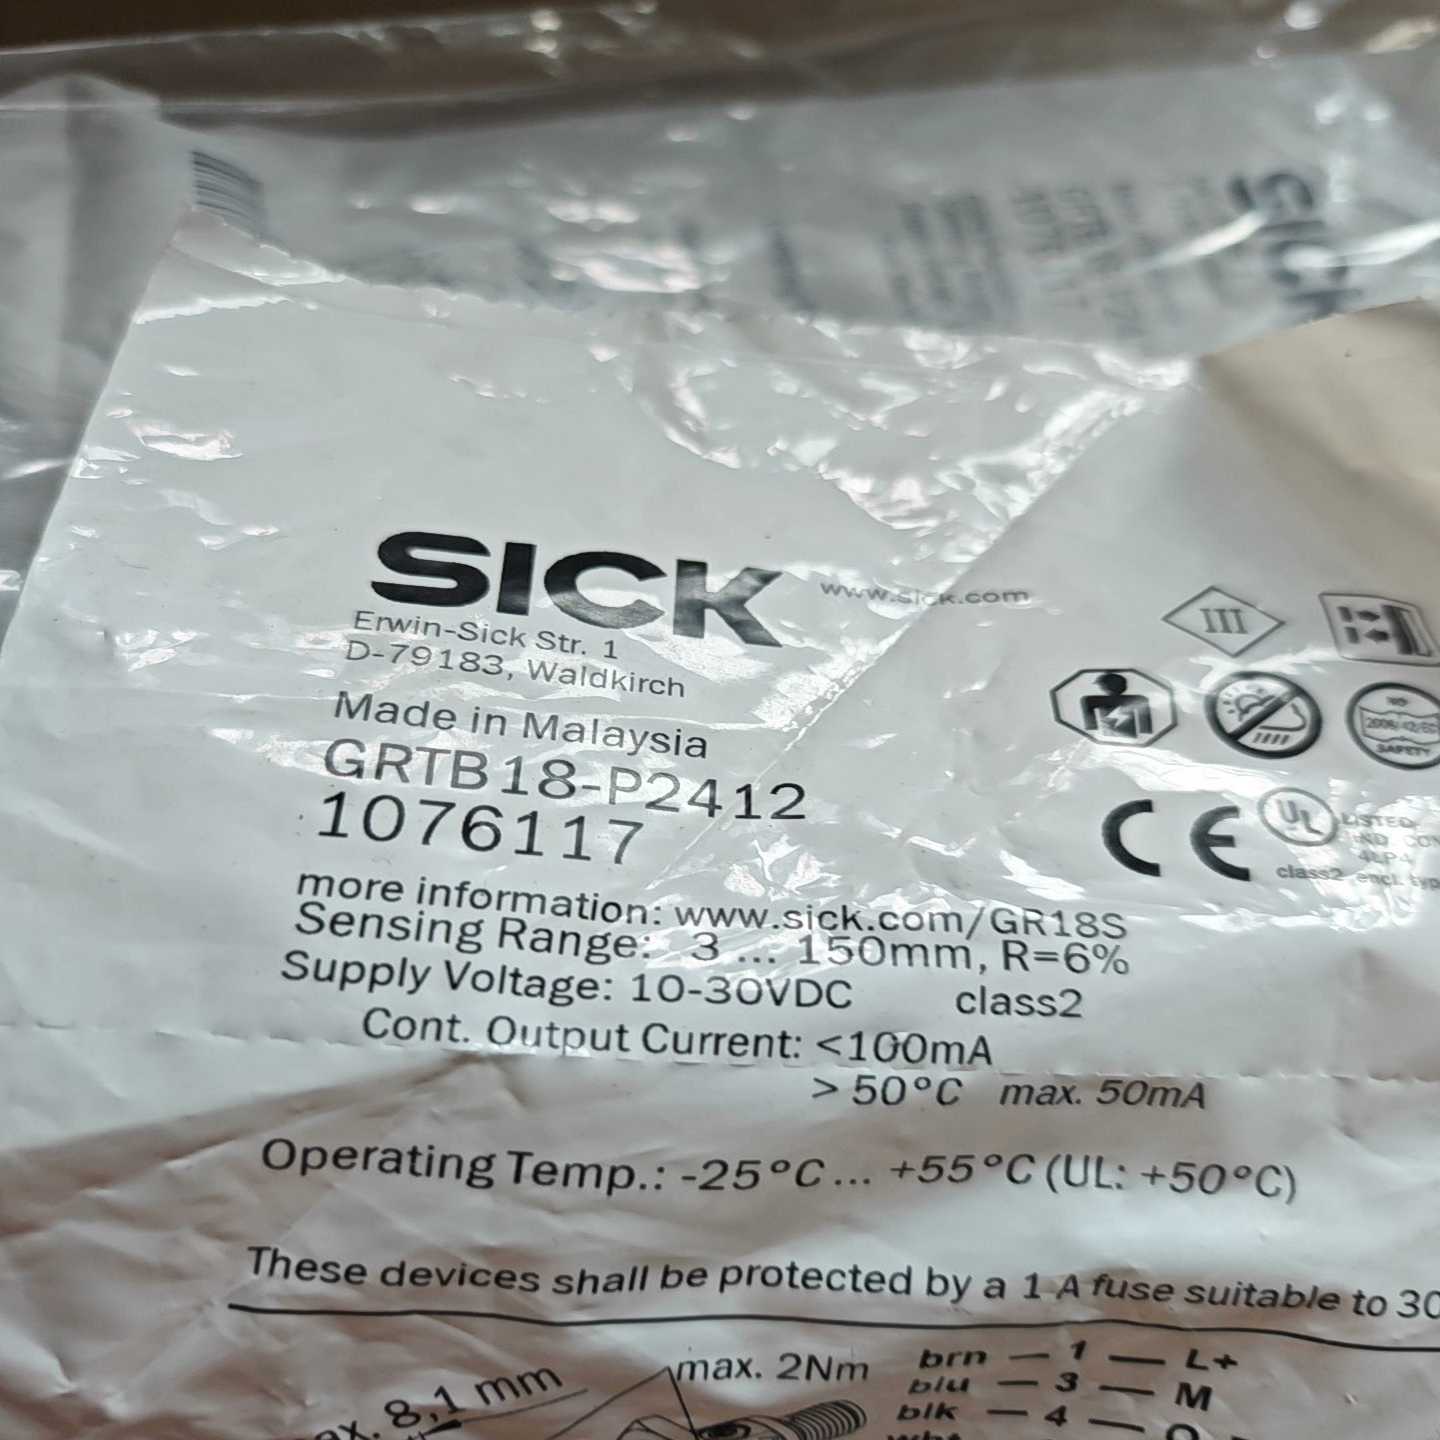 SICK
www.sick.com
Erwin-Sick Str. 1
D-79183, Waldkirch
Made in Malaysia
GRTB18-P2412
1076117
more information: www.sick.com/GR18S
Sensing Range: 3 ... 150mm, R=6%
Supply Voltage: 10-30VDC class2
Cont. Output Current: <100mA
> 50°C max. 50mA
Operating Temp.: -25°C... +55°C (UL: +50°C)
These devices shall be protected by a 1 A fuse suitable to 30
max. 2Nm
8,1 mm
brn — 1 — L+
blu — 3 — M
blk — 4 — Q
III
SAFETY
CE
UL
LISTED
class2
SICK